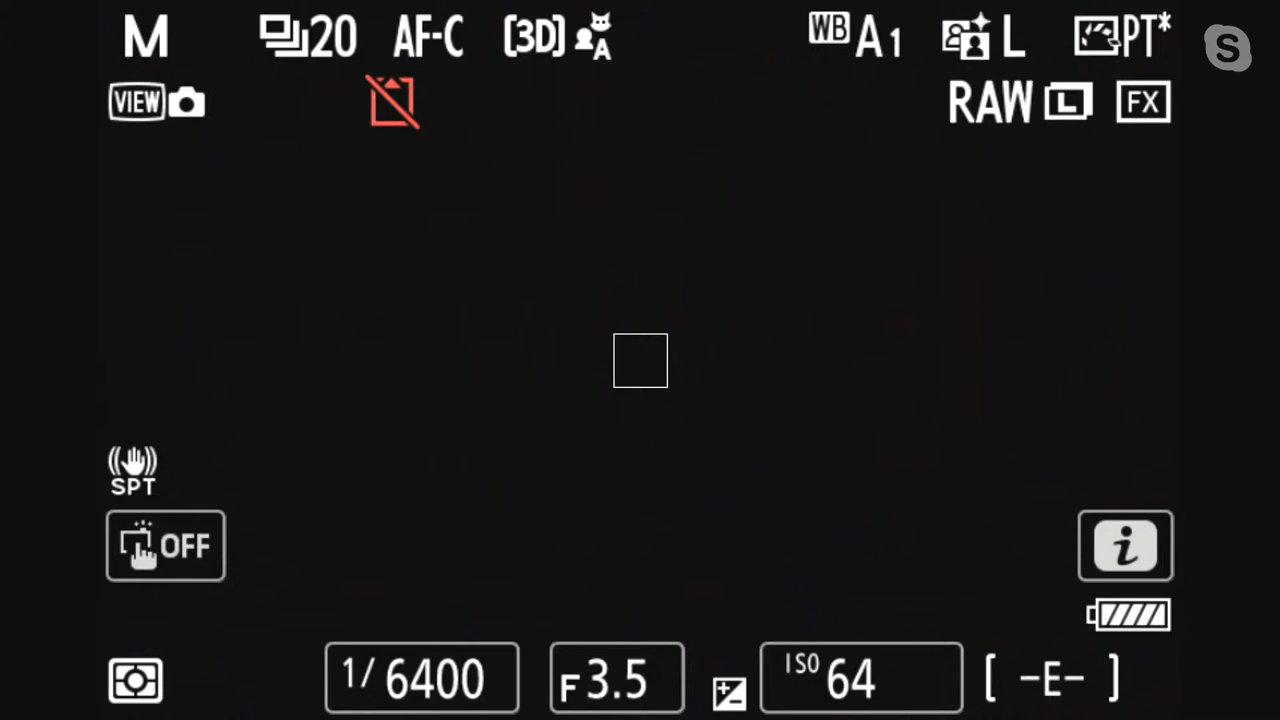 M 20 AF-C [3D] A WB A1 L PT* S
VIEW RAW L FX
SPT
OFF i
1/6400 F3.5 ISO 64 [ -E- ]